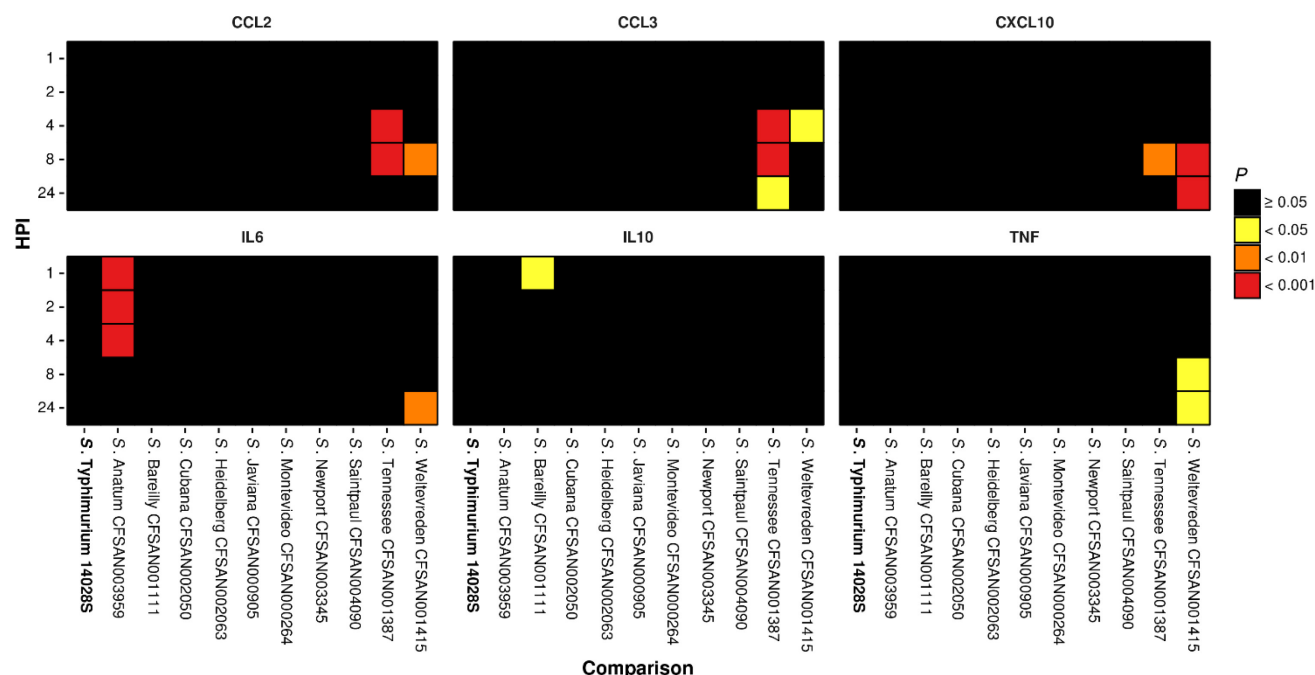 CCL2
CCL3
CXCL10
1
2
4
8
24
HPI
P
≥ 0.05
< 0.05
< 0.01
< 0.001
IL6
IL10
TNF
1
2
4
8
24
S. Typhimurium 14028S
S. Anatum CFSAN003959
S. Bareilly CFSAN001111
S. Cubana CFSAN002050
S. Heidelberg CFSAN002063
S. Javiana CFSAN000905
S. Montevideo CFSAN000264
S. Newport CFSAN003345
S. Saintpaul CFSAN004090
S. Tennessee CFSAN001387
S. Weltevreden CFSAN001415
S. Typhimurium 14028S
S. Anatum CFSAN003959
S. Bareilly CFSAN001111
S. Cubana CFSAN002050
S. Heidelberg CFSAN002063
S. Javiana CFSAN000905
S. Montevideo CFSAN000264
S. Newport CFSAN003345
S. Saintpaul CFSAN004090
S. Tennessee CFSAN001387
S. Weltevreden CFSAN001415
S. Typhimurium 14028S
S. Anatum CFSAN003959
S. Bareilly CFSAN001111
S. Cubana CFSAN002050
S. Heidelberg CFSAN002063
S. Javiana CFSAN000905
S. Montevideo CFSAN000264
S. Newport CFSAN003345
S. Saintpaul CFSAN004090
S. Tennessee CFSAN001387
S. Weltevreden CFSAN001415
Comparison